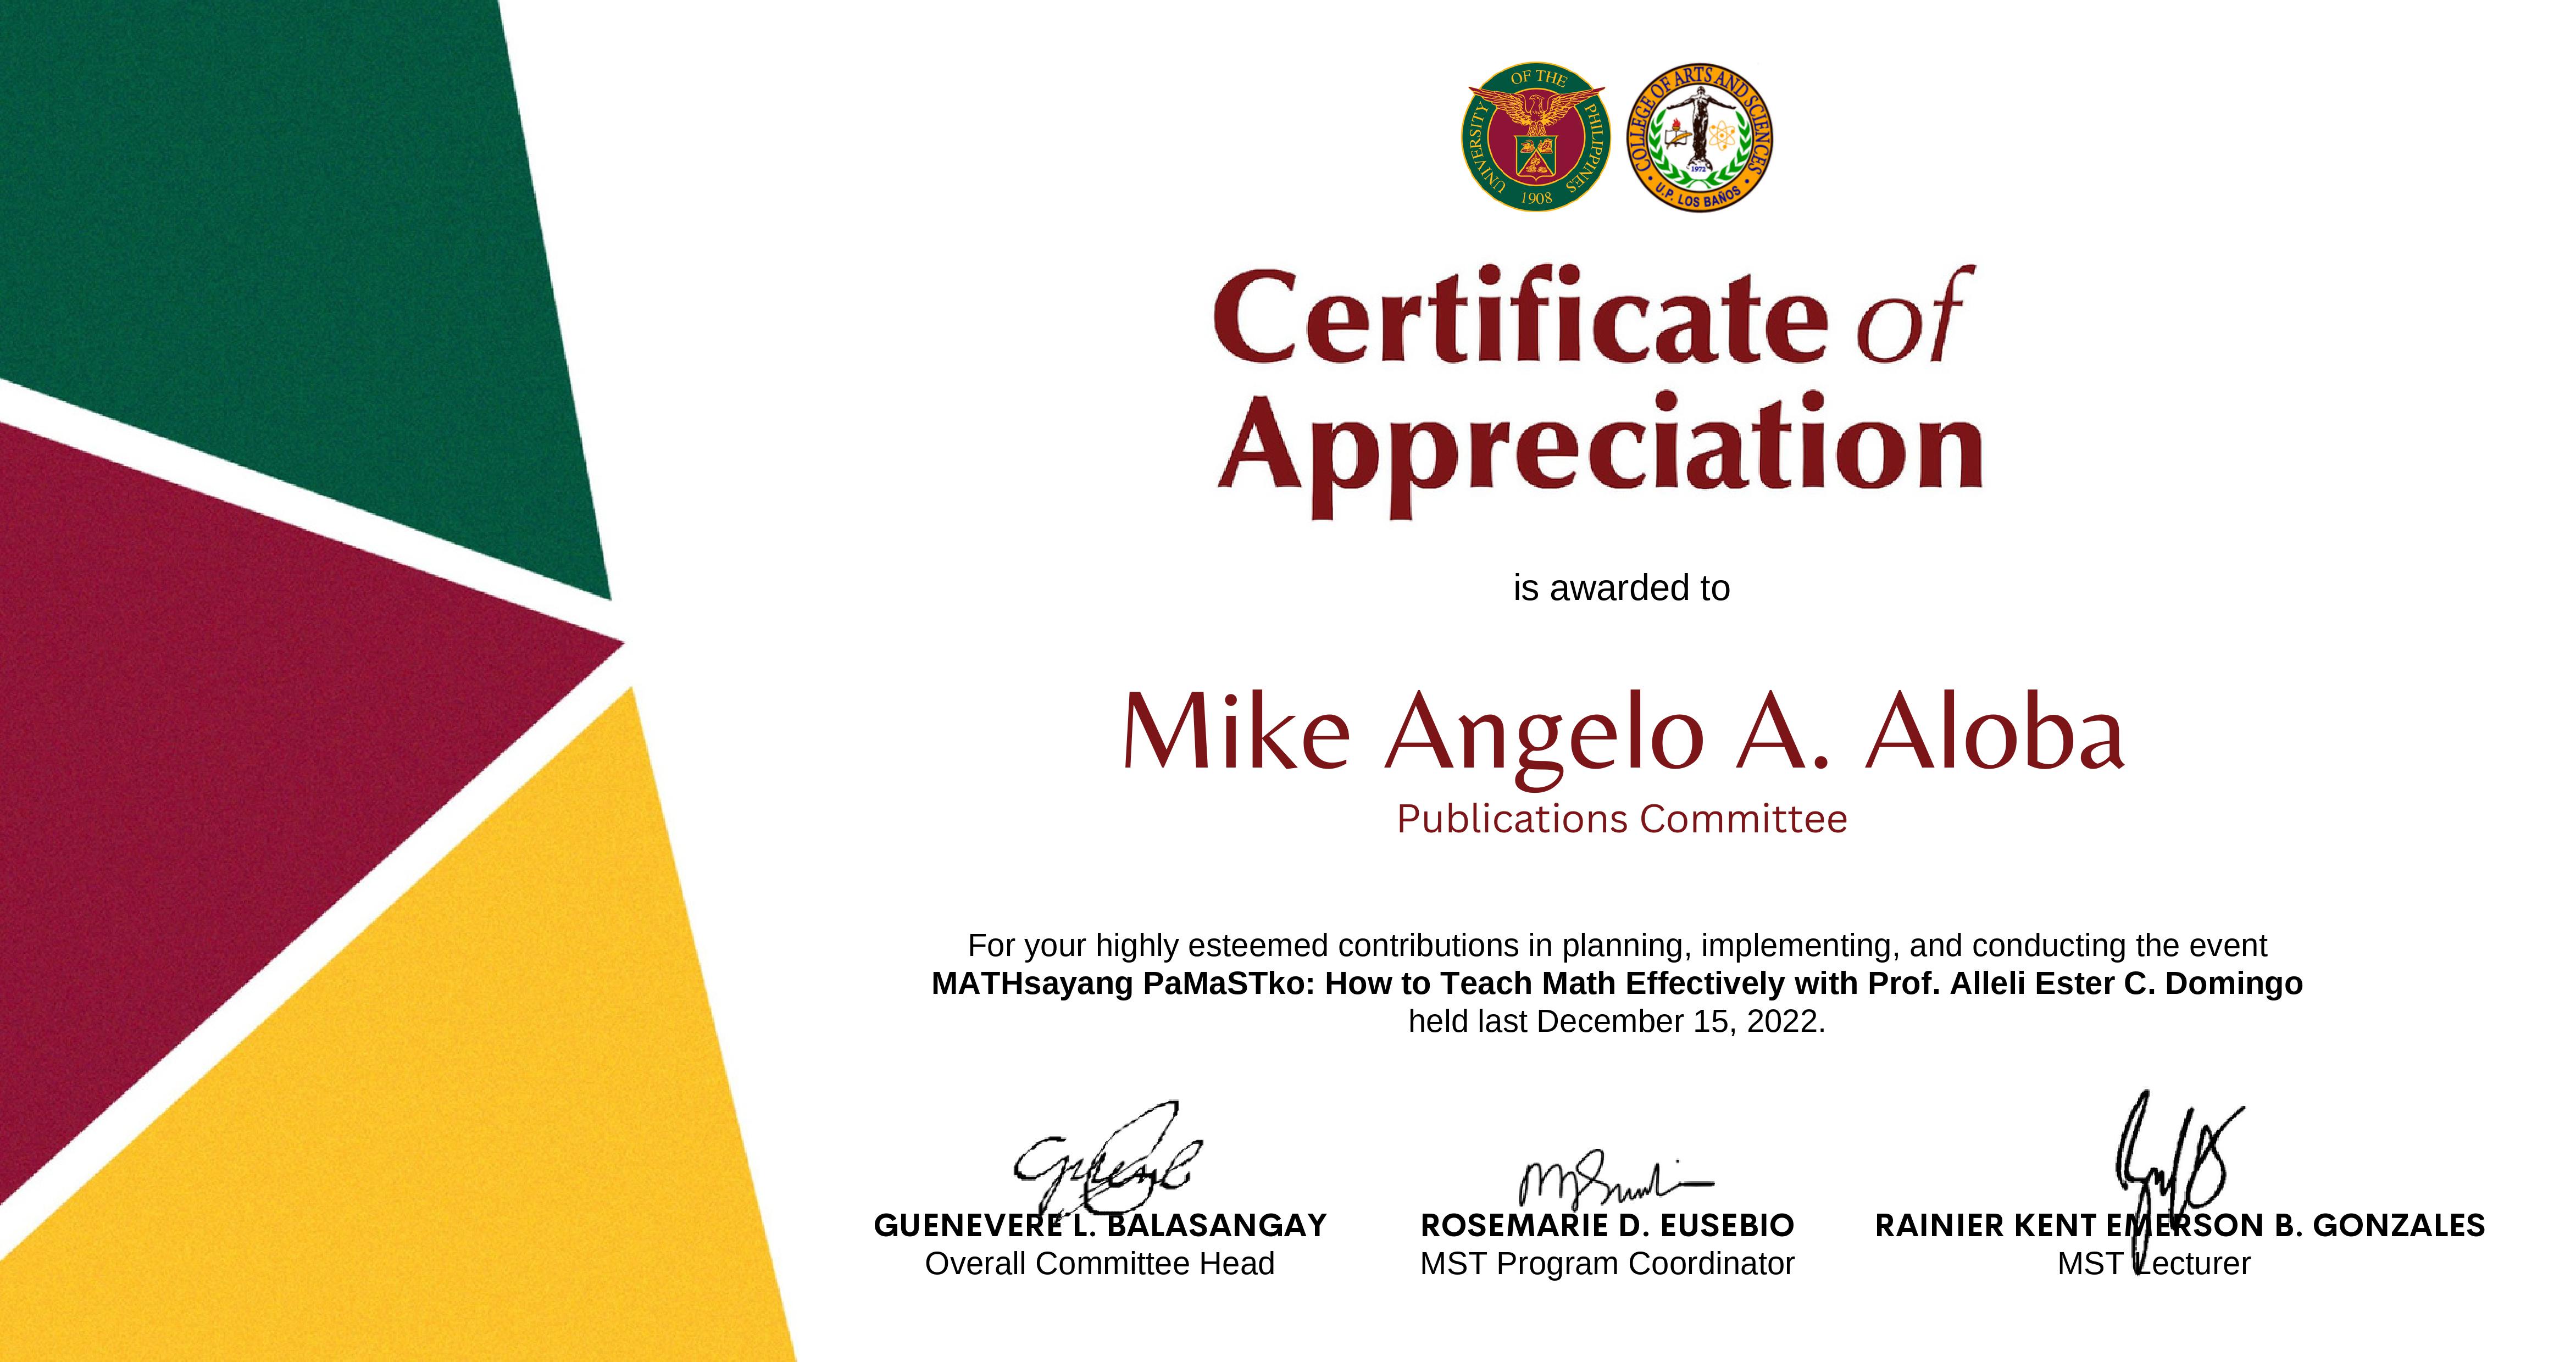 UNIVERSITY OF THE PHILIPPINES
1908
COLLEGE OF ARTS AND SCIENCES
1972
U.P. LOS BAÑOS
Certificate of
Appreciation
is awarded to
Mike Angelo A. Aloba
Publications Committee
For your highly esteemed contributions in planning, implementing, and conducting the event
MATHsayang PaMaSTko: How to Teach Math Effectively with Prof. Alleli Ester C. Domingo
held last December 15, 2022.
GUENEVERE L. BALASANGAY
Overall Committee Head
ROSEMARIE D. EUSEBIO
MST Program Coordinator
RAINIER KENT EMERSON B. GONZALES
MST Lecturer